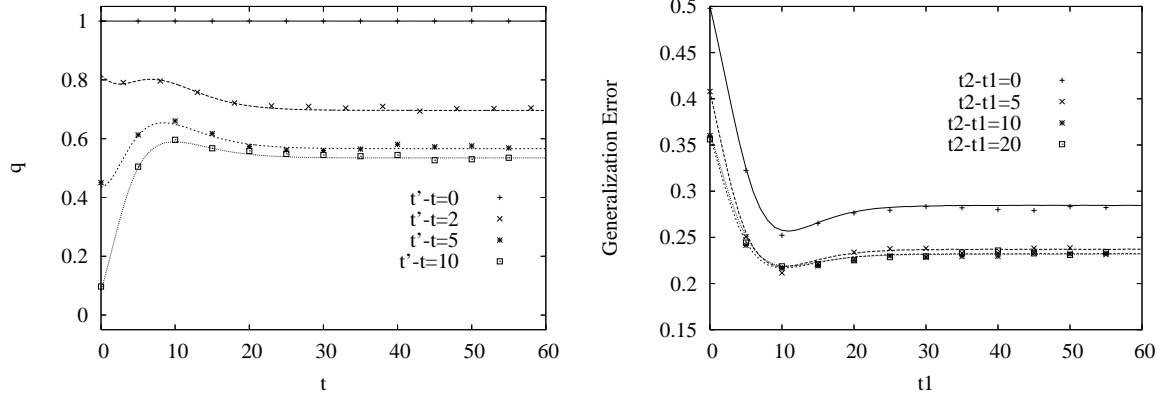 1
0.8
0.6
0.4
0.2
0
q
0 10 20 30 40 50 60
t
t'-t=0
t'-t=2
t'-t=5
t'-t=10
0.5
0.45
0.4
0.35
0.3
0.25
0.2
0.15
Generalization Error
0 10 20 30 40 50 60
t1
t2-t1=0
t2-t1=5
t2-t1=10
t2-t1=20